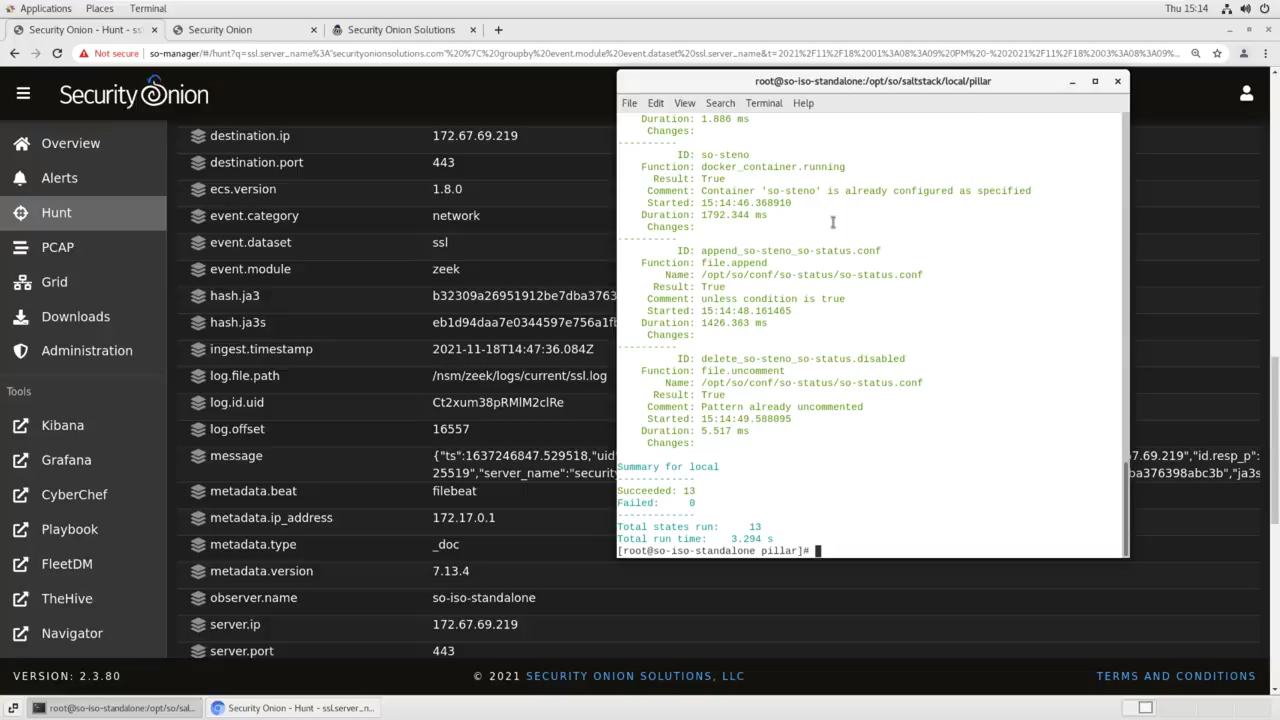 Applications Places Terminal Thu 15:14
Security Onion - Hunt - ss Security Onion Security Onion Solutions
Not secure so-manager/#/hunt?q=ssl.server_name%3A"securityonionsolutions.com"%20%7C%20groupby%20event.module%20event.dataset%20ssl.server_name&t=2021%2F11%2F18%2001%3A08%3A09%20PM%20-%202021%2F11%2F18%2003%3A08%3A09%...
Security Onion
Overview
Alerts
Hunt
PCAP
Grid
Downloads
Administration
Tools
Kibana
Grafana
CyberChef
Playbook
FleetDM
TheHive
Navigator
destination.ip 172.67.69.219
destination.port 443
ecs.version 1.8.0
event.category network
event.dataset ssl
event.module zeek
hash.ja3 b32309a26951912be7dba3763
hash.ja3s eb1d94daa7e0344597e756a1f
ingest.timestamp 2021-11-18T14:47:36.084Z
log.file.path /nsm/zeek/logs/current/ssl.log
log.id.uid Ct2xum38pRMlM2clRe
log.offset 16557
message {"ts":1637246847.529518,"uid 7.69.219","id.resp_p":
25519","server_name":"securit ba376398abc3b","ja3s
metadata.beat filebeat
metadata.ip_address 172.17.0.1
metadata.type _doc
metadata.version 7.13.4
observer.name so-iso-standalone
server.ip 172.67.69.219
server.port 443
root@so-iso-standalone:/opt/so/saltstack/local/pillar
File Edit View Search Terminal Help
Duration: 1.886 ms
Changes:
----------
ID: so-steno
Function: docker_container.running
Result: True
Comment: Container 'so-steno' is already configured as specified
Started: 15:14:46.368910
Duration: 1792.344 ms
Changes:
----------
ID: append_so-steno_so-status.conf
Function: file.append
Name: /opt/so/conf/so-status/so-status.conf
Result: True
Comment: unless condition is true
Started: 15:14:48.161465
Duration: 1426.363 ms
Changes:
----------
ID: delete_so-steno_so-status.disabled
Function: file.uncomment
Name: /opt/so/conf/so-status/so-status.conf
Result: True
Comment: Pattern already uncommented
Started: 15:14:49.588095
Duration: 5.517 ms
Changes:
Summary for local
-------------
Succeeded: 13
Failed: 0
-------------
Total states run: 13
Total run time: 3.294 s
[root@so-iso-standalone pillar]#
VERSION: 2.3.80 © 2021 SECURITY ONION SOLUTIONS, LLC TERMS AND CONDITIONS
root@so-iso-standalone:/opt/so/sal... Security Onion - Hunt - ssl.server_n...